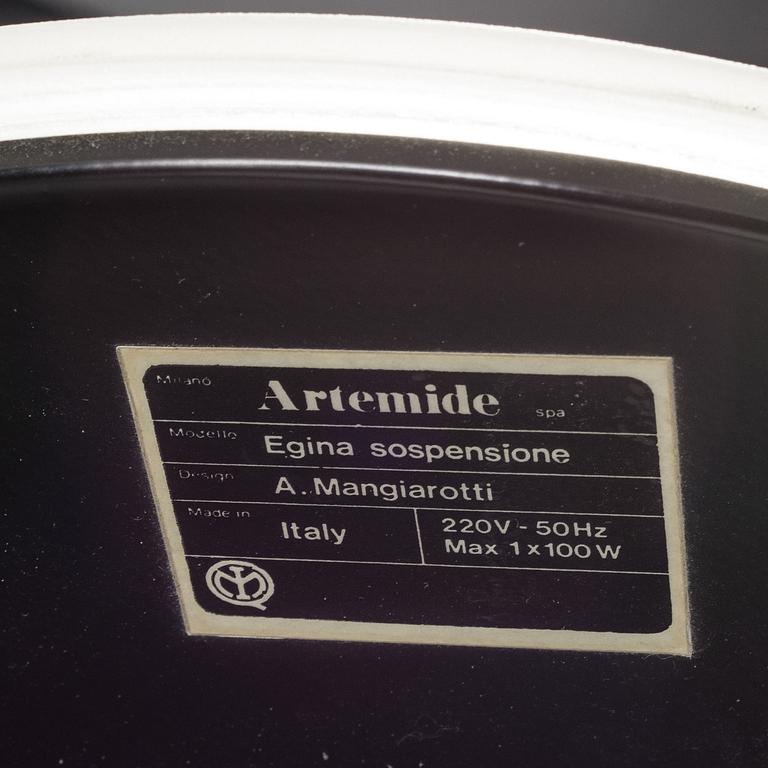 Milano Artemide spa
Modello Egina sospensione
Design A. Mangiarotti
Made in Italy 220V - 50Hz
Max 1x100W